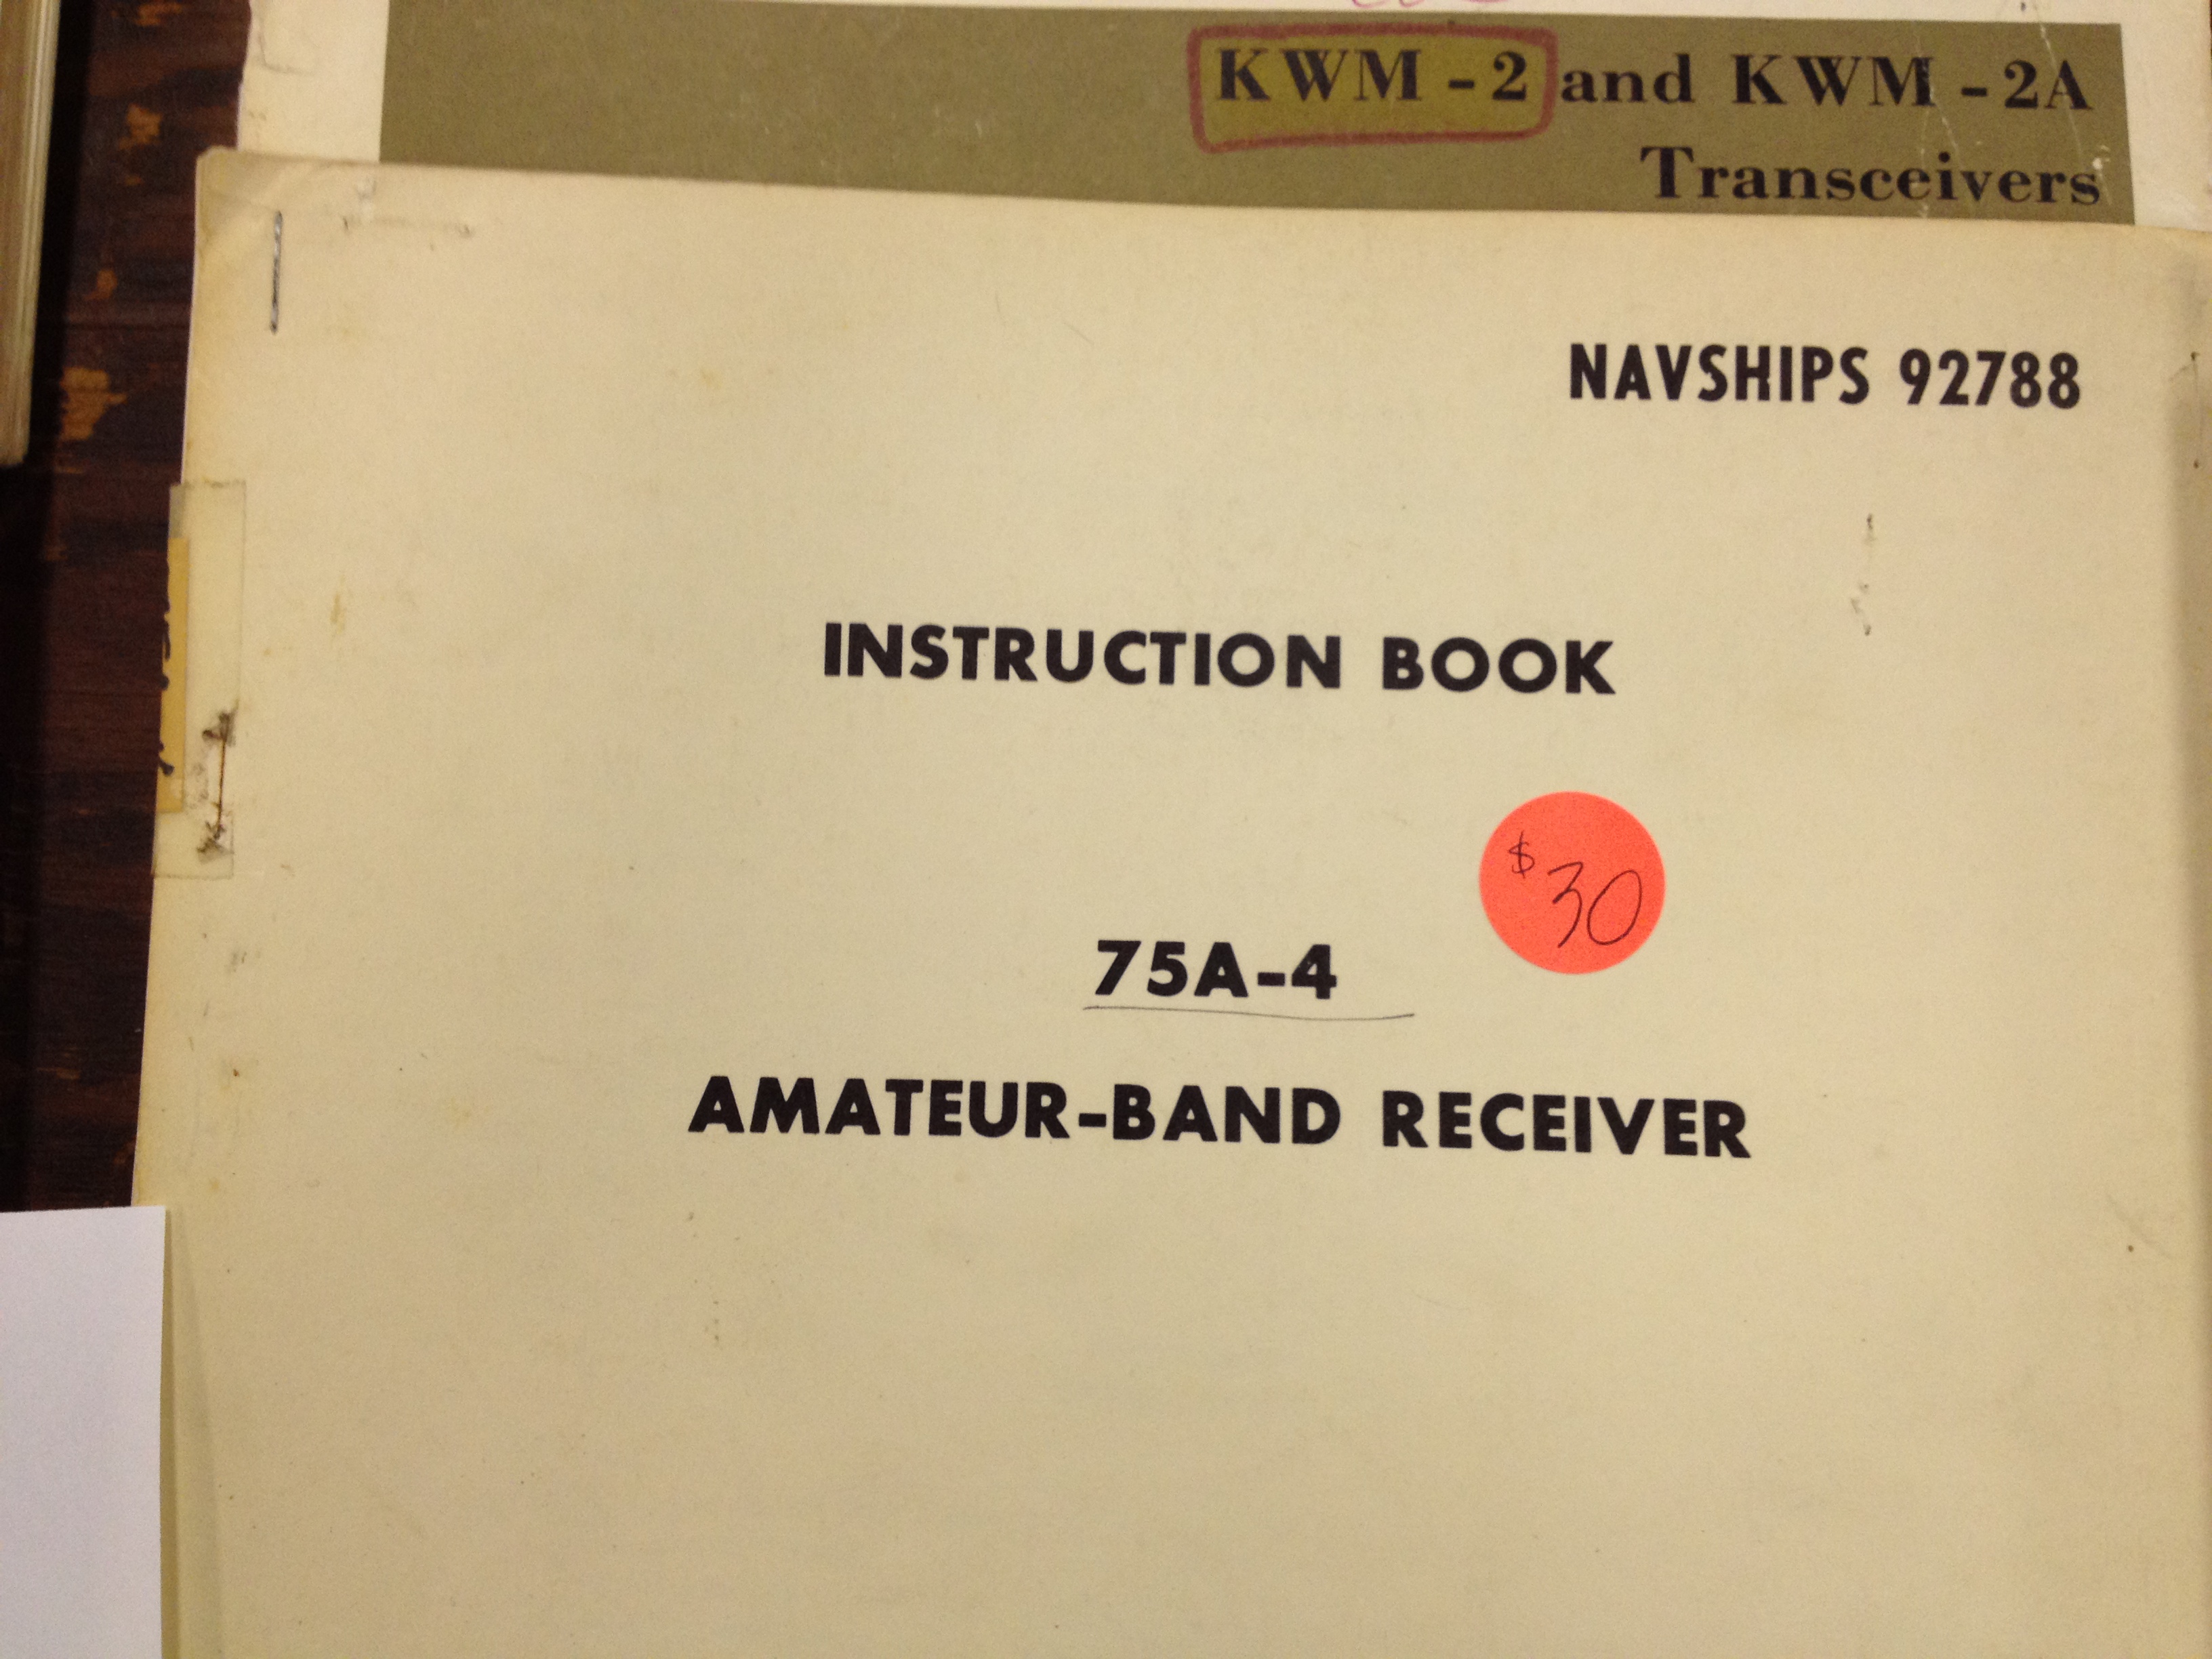 KWM - 2 and KWM - 2A
Transceivers
NAVSHIPS 92788
INSTRUCTION BOOK
$30
75A-4
AMATEUR-BAND RECEIVER